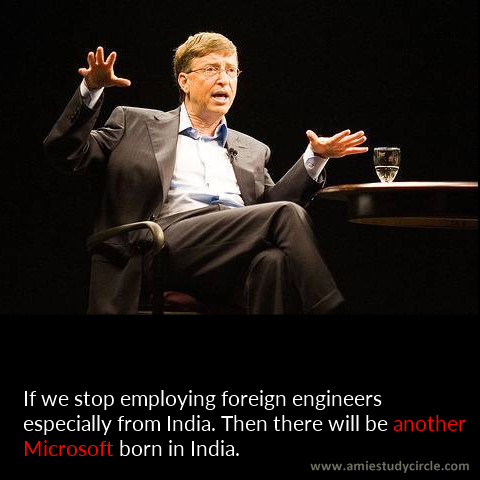 If we stop employing foreign engineers
especially from India. Then there will be another
Microsoft born in India.
www.amiestudycircle.com